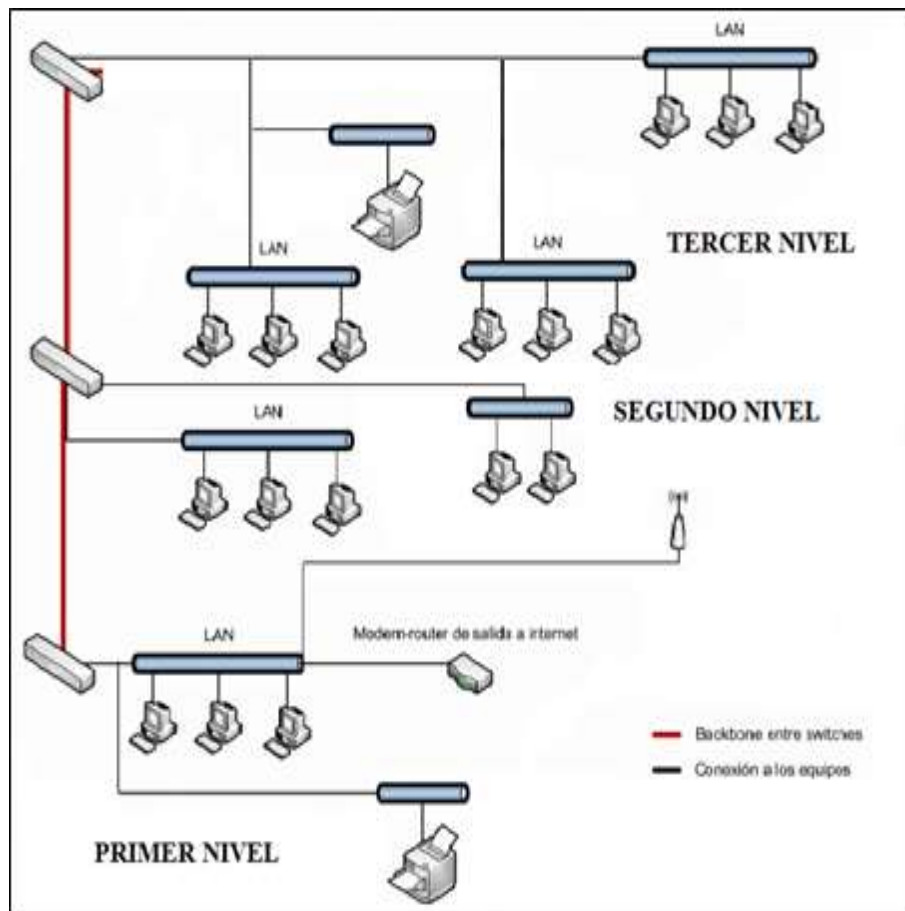 LAN
LAN
LAN
TERCER NIVEL
SEGUNDO NIVEL
LAN
LAN
Modem-router de salida a internet
Backbone entre switches
Conexión a los equipos
PRIMER NIVEL